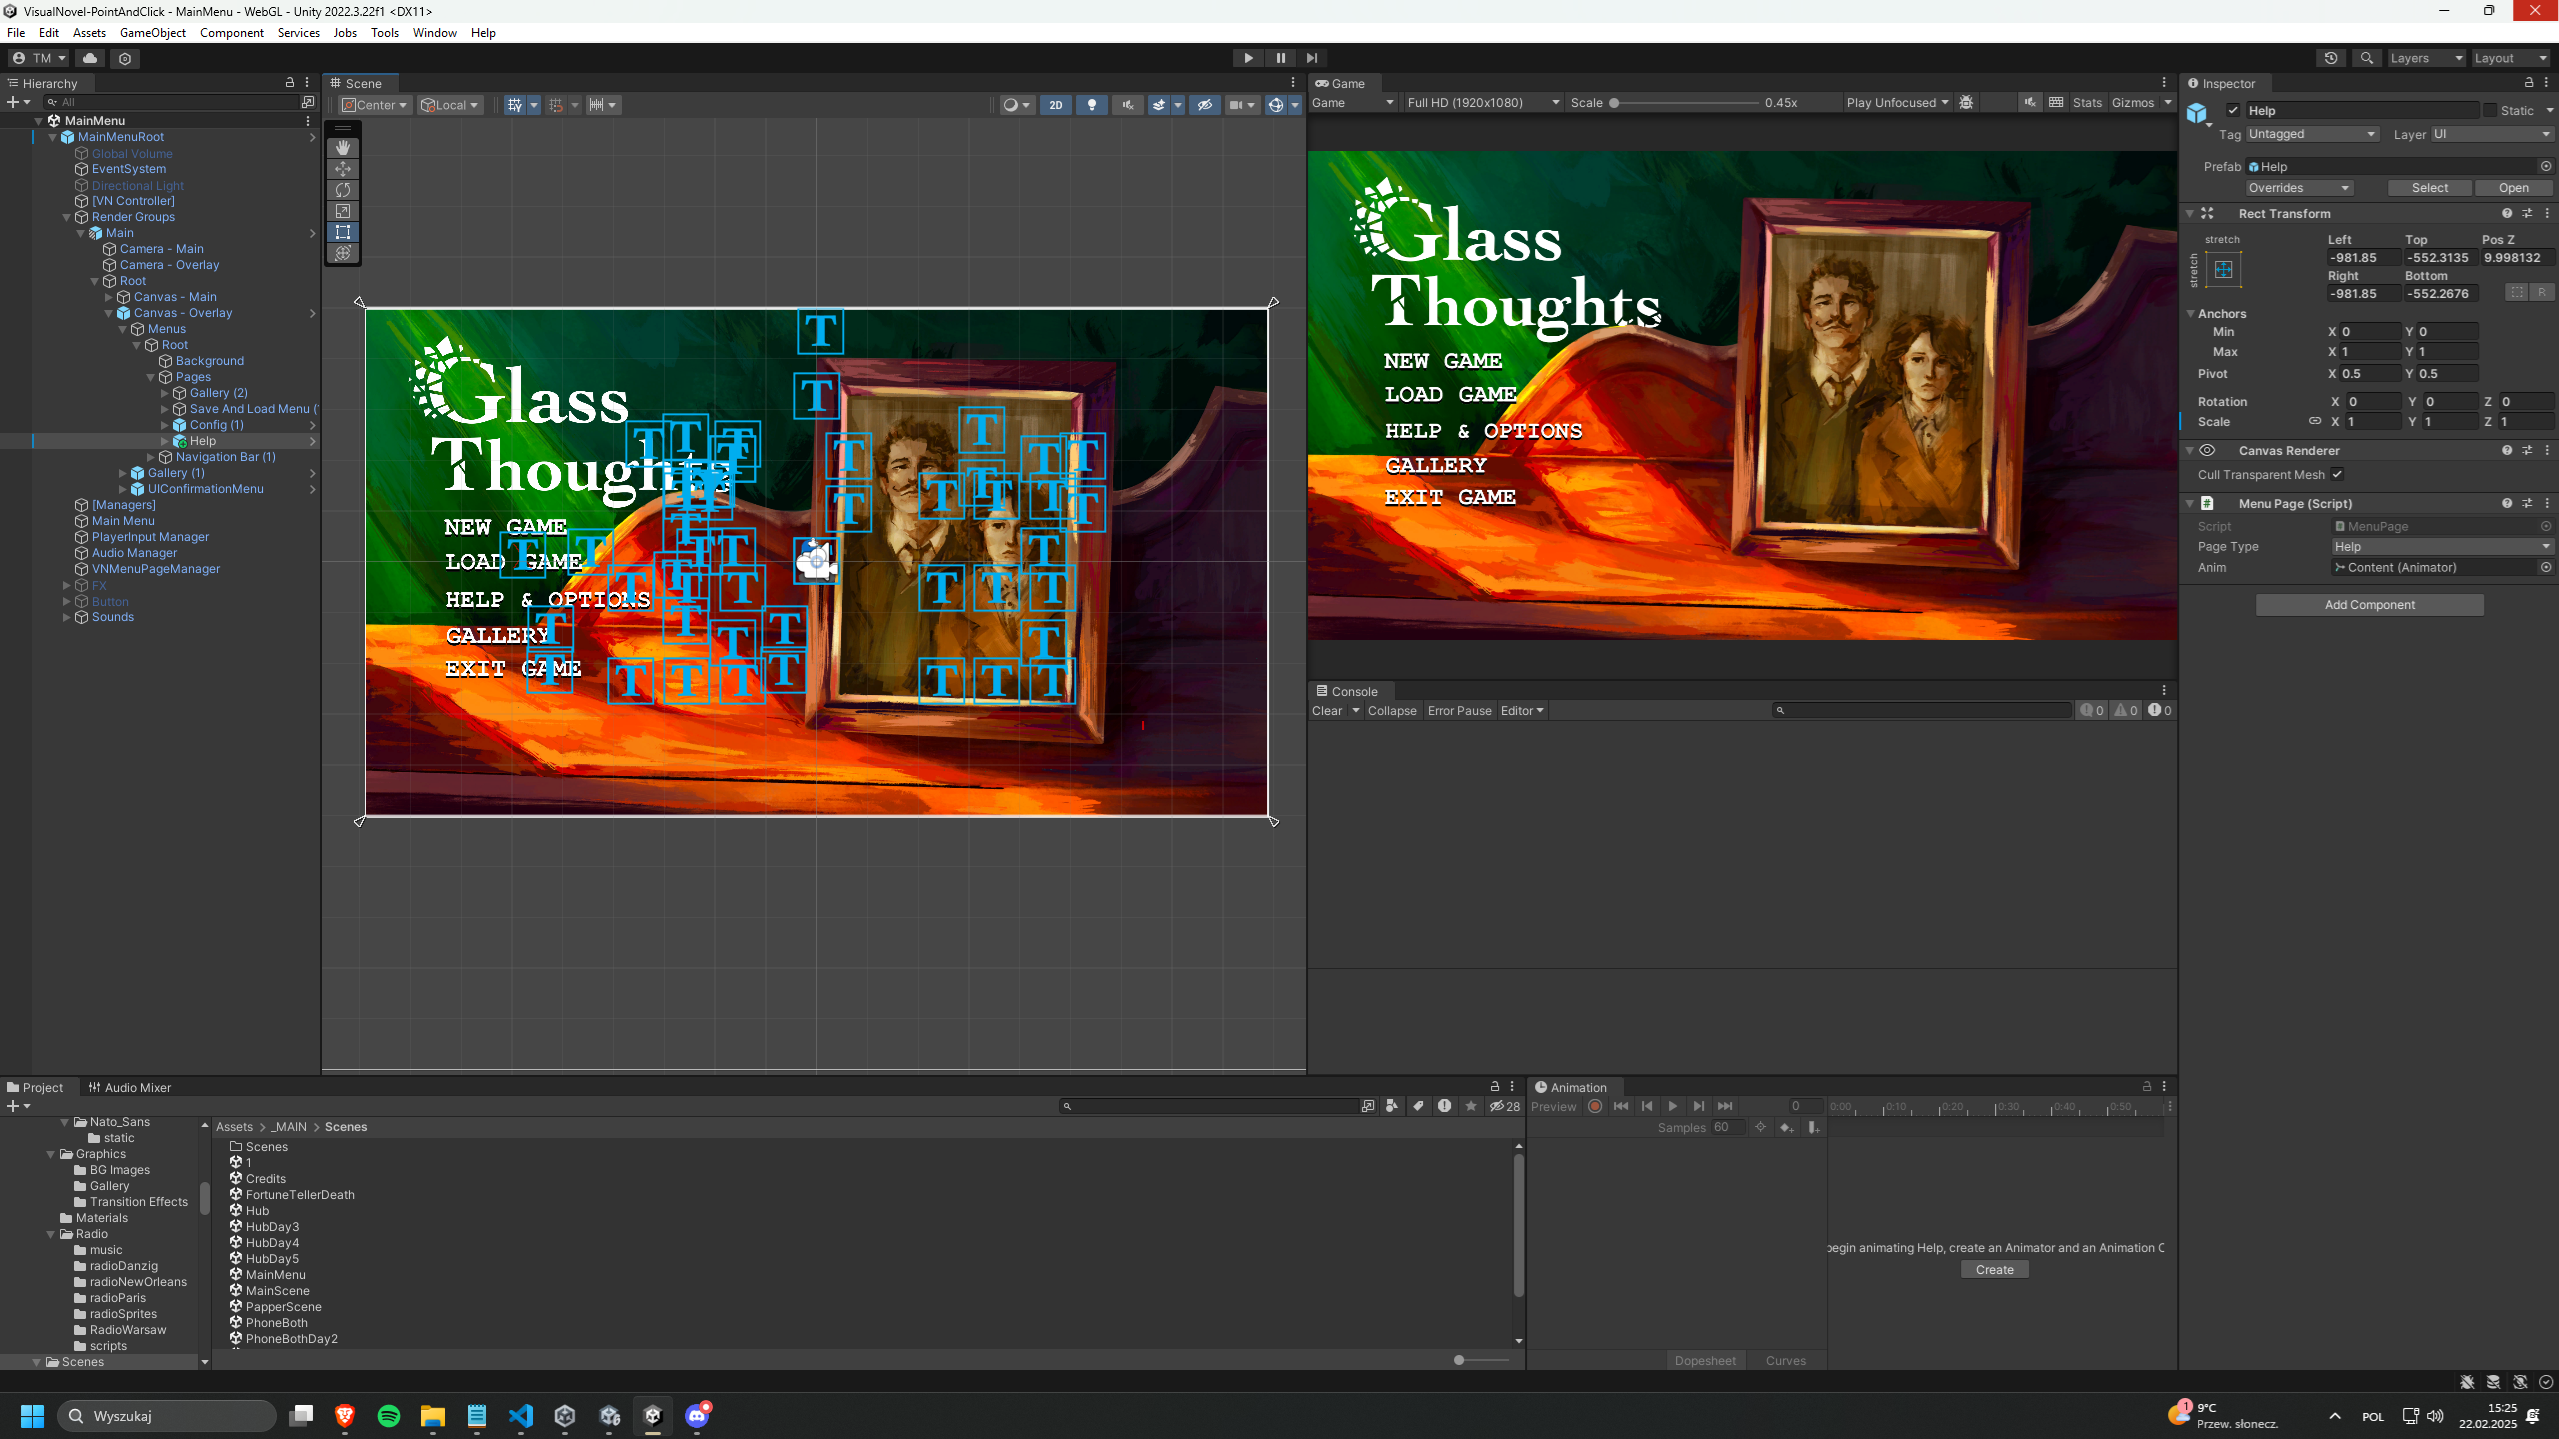 VisualNovel-PointAndClick - MainMenu - WebGL - Unity 2022.3.22f1 <DX11>
File Edit Assets GameObject Component Services Jobs Tools Window Help
TM
Layers Layout
Hierarchy
All
MainMenu
MainMenuRoot
Global Volume
EventSystem
Directional Light
[VN Controller]
Render Groups
Main
Camera - Main
Camera - Overlay
Root
Canvas - Main
Canvas - Overlay
Menus
Root
Background
Pages
Gallery (2)
Save And Load Menu (
Config (1)
Help
Navigation Bar (1)
Gallery (1)
UIConfirmationMenu
[Managers]
Main Menu
PlayerInput Manager
Audio Manager
VNMenuPageManager
FX
Button
Sounds
Scene
Center Local 2D
Glass
Thoughts
NEW GAME
LOAD GAME
HELP & OPTIONS
GALLERY
EXIT GAME
Game
Game Full HD (1920x1080) Scale 0.45x Play Unfocused Stats Gizmos
Glass
Thoughts
NEW GAME
LOAD GAME
HELP & OPTIONS
GALLERY
EXIT GAME
Console
Clear Collapse Error Pause Editor 0 0 0
Inspector
Help Static
Tag Untagged Layer UI
Prefab Help
Overrides Select Open
Rect Transform
stretch
stretch
Left Top Pos Z
-981.85 -552.3135 9.998132
Right Bottom
-981.85 -552.2676 R
Anchors
Min X 0 Y 0
Max X 1 Y 1
Pivot X 0.5 Y 0.5
Rotation X 0 Y 0 Z 0
Scale X 1 Y 1 Z 1
Canvas Renderer
Cull Transparent Mesh
Menu Page (Script)
Script MenuPage
Page Type Help
Anim Content (Animator)
Add Component
Project Audio Mixer
28
Nato_Sans
static
Graphics
BG Images
Gallery
Transition Effects
Materials
Radio
music
radioDanzig
radioNewOrleans
radioParis
radioSprites
RadioWarsaw
scripts
Scenes
Assets > _MAIN > Scenes
Scenes
1
Credits
FortuneTellerDeath
Hub
HubDay3
HubDay4
HubDay5
MainMenu
MainScene
PapperScene
PhoneBoth
PhoneBothDay2
Animation
Preview 0 0:00 0:10 0:20 0:30 0:40 0:50
Samples 60
begin animating Help, create an Animator and an Animation C
Create
Dopesheet Curves
Wyszukaj
1
9°C
Przew. słonecz.
POL
15:25
22.02.2025